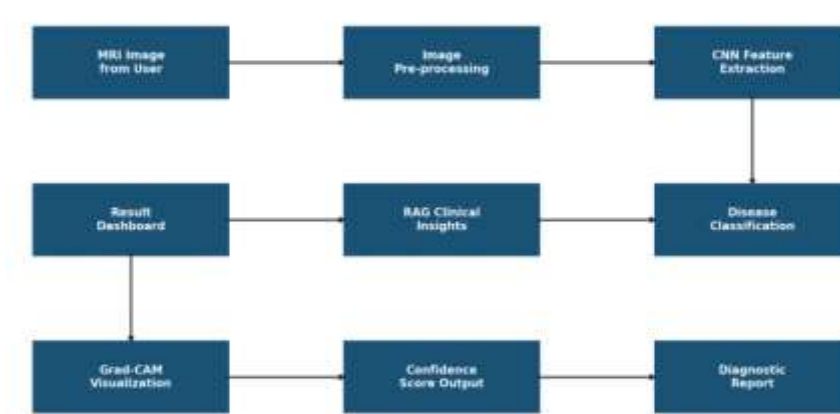 MRI Image
from User
Image
Pre-processing
CNN Feature
Extraction
Result
Dashboard
RAG Clinical
Insights
Disease
Classification
Grad-CAM
Visualization
Confidence
Score Output
Diagnostic
Report